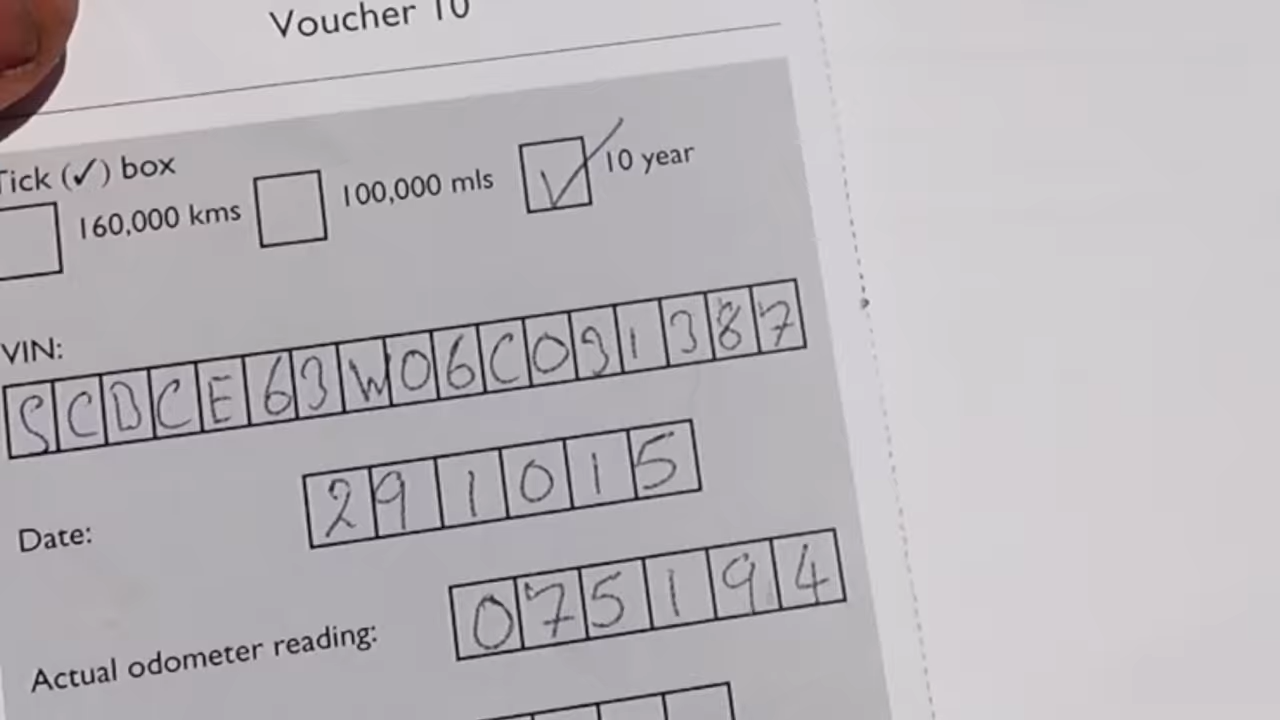 Voucher 10
Tick (✓) box
160,000 kms
100,000 mls
✓ 10 year
VIN: SCBCE63W06C031387
Date: 291015
Actual odometer reading: 075194